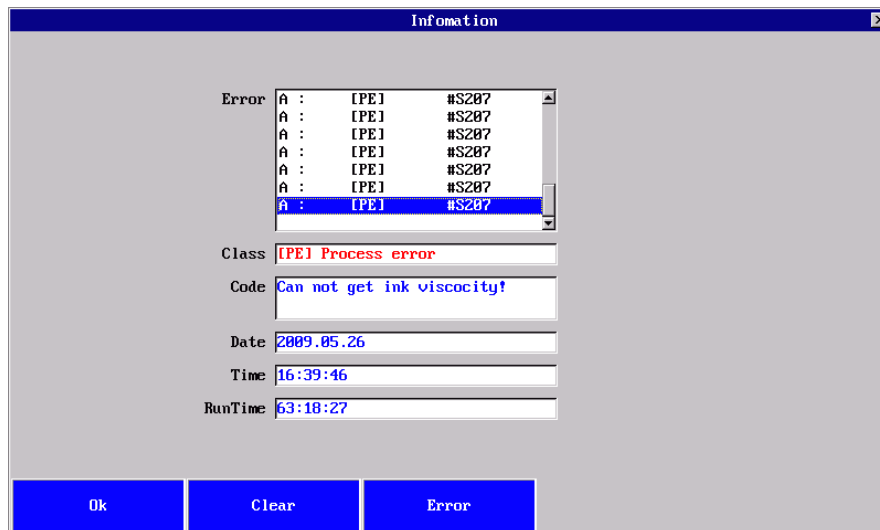 Infomation
Error
A : [PE] #S207
A : [PE] #S207
A : [PE] #S207
A : [PE] #S207
A : [PE] #S207
A : [PE] #S207
A : [PE] #S207
Class [PE] Process error
Code Can not get ink viscocity!
Date 2009.05.26
Time 16:39:46
RunTime 63:18:27
Ok Clear Error